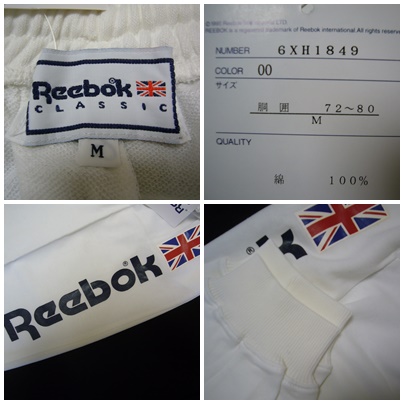 Reebok
CLASSIC
M
REEBOK is a registered trademark of Reebok international.All rights
NUMBER 6XH1849
COLOR 00
サイズ
胴囲 72~80
M
QUALITY
綿 100%
Reebok